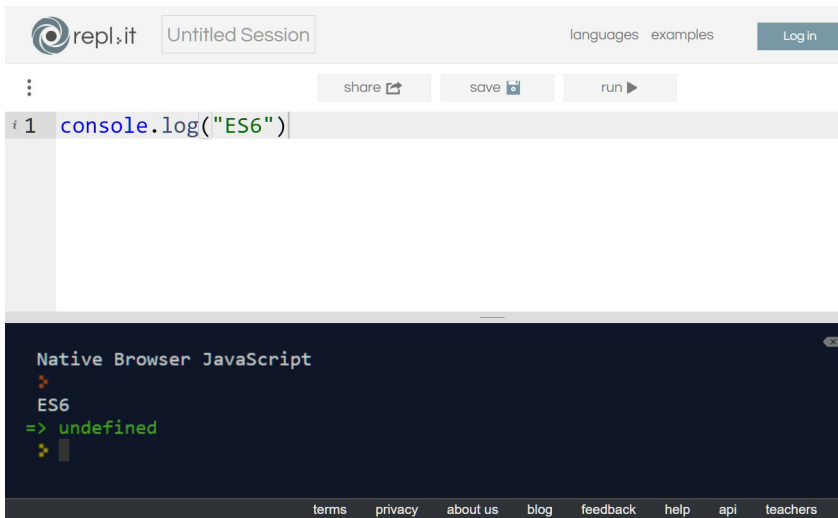 repl.it Untitled Session languages examples Log in
share save run
i 1 console.log("ES6")
Native Browser JavaScript
ES6
=> undefined
terms privacy about us blog feedback help api teachers